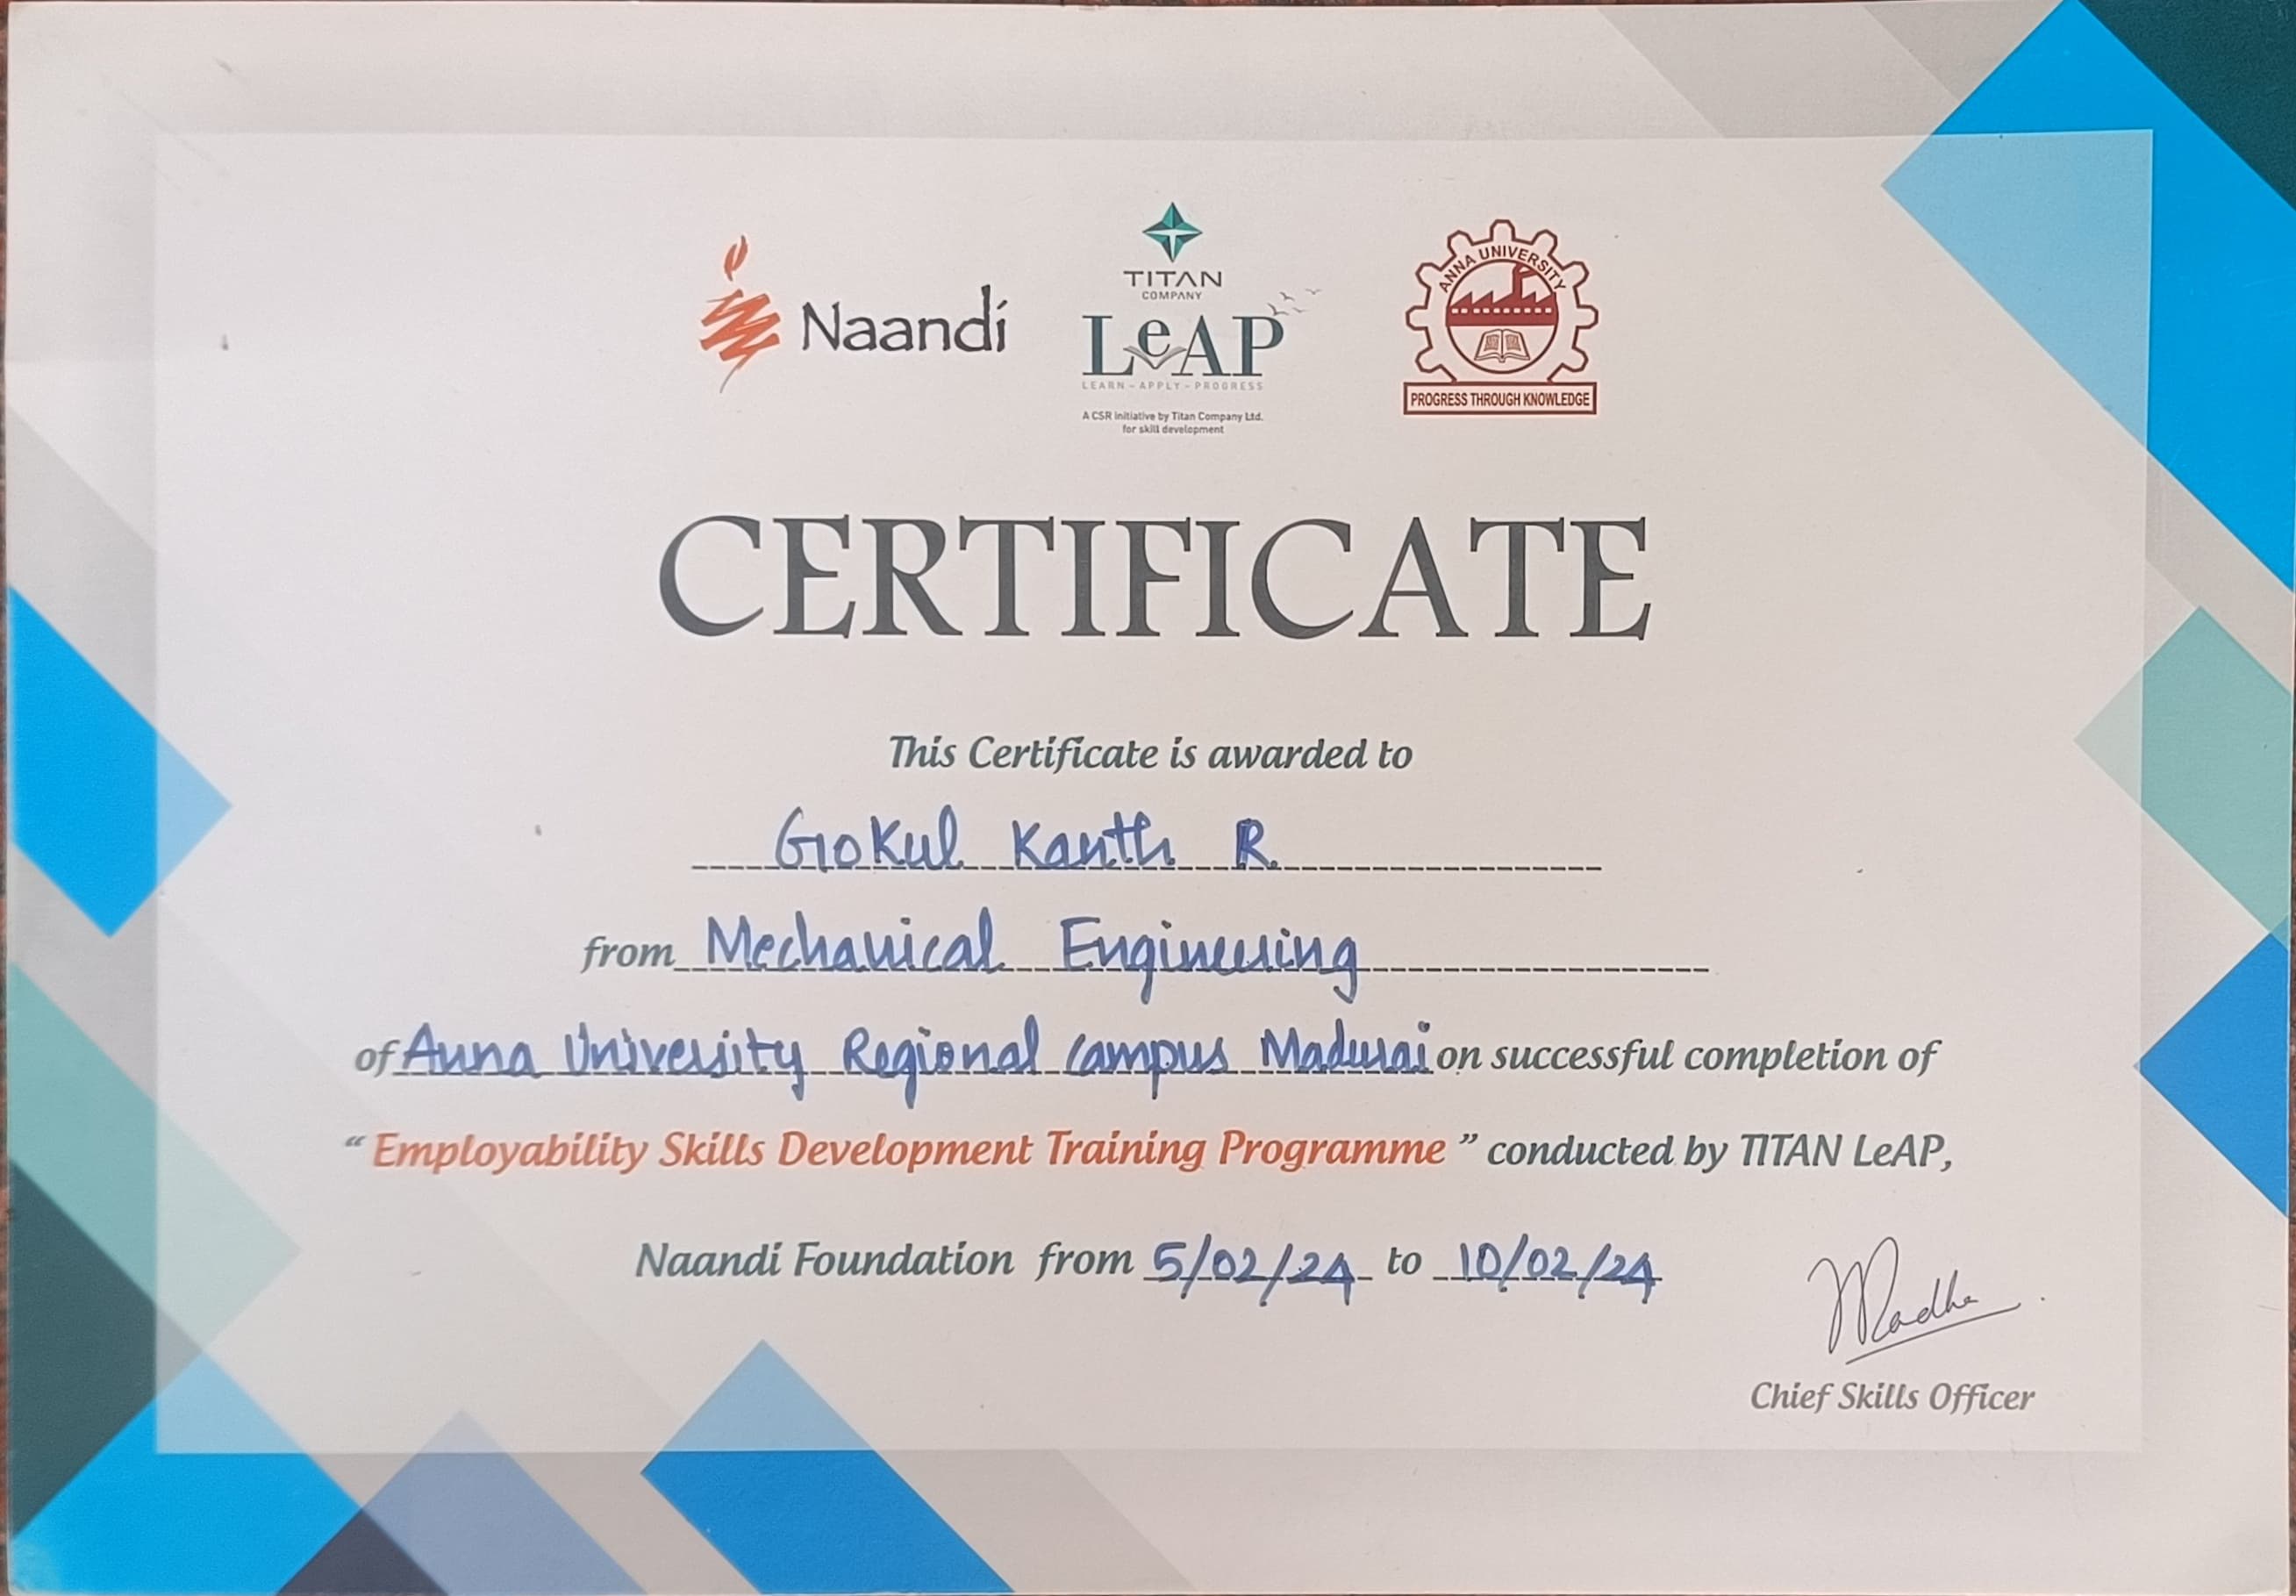 Naandi
TITAN
COMPANY
LeAP
LEARN – APPLY – PROGRESS
A CSR initiative by Titan Company Ltd.
for skill development
ANNA UNIVERSITY
PROGRESS THROUGH KNOWLEDGE
CERTIFICATE
This Certificate is awarded to
Gokul Kanth R.
from Mechanical Engineering
of Anna University Regional Campus Madurai on successful completion of
“ Employability Skills Development Training Programme ” conducted by TITAN LeAP,
Naandi Foundation from 5/02/24 to 10/02/24
Madhu
Chief Skills Officer